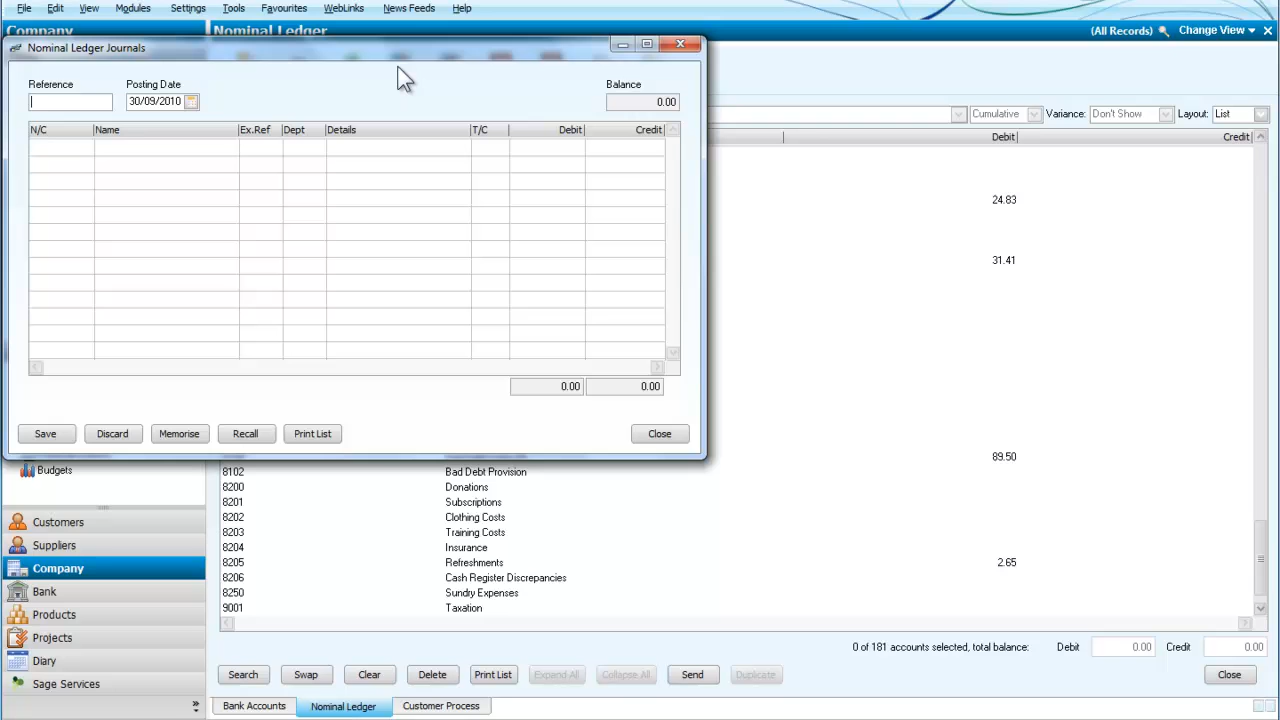 File Edit View Modules Settings Tools Favourites WebLinks News Feeds Help
Company Nominal Ledger (All Records) Change View
Nominal Ledger Journals
Reference Posting Date Balance
30/09/2010 0.00
Cumulative Variance: Don't Show Layout: List
N/C Name Ex.Ref Dept Details T/C Debit Credit
Debit Credit
24.83
31.41
0.00 0.00
Save Discard Memorise Recall Print List Close
89.50
Budgets
8102 Bad Debt Provision
8200 Donations
8201 Subscriptions
8202 Clothing Costs
8203 Training Costs
8204 Insurance
8205 Refreshments 2.65
8206 Cash Register Discrepancies
8250 Sundry Expenses
9001 Taxation
Customers
Suppliers
Company
Bank
Products
Projects
Diary
Sage Services
0 of 181 accounts selected, total balance: Debit 0.00 Credit 0.00
Search Swap Clear Delete Print List Expand All Collapse All Send Duplicate Close
Bank Accounts Nominal Ledger Customer Process